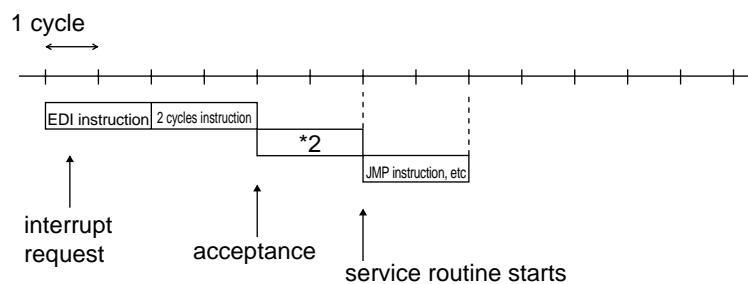 1 cycle
EDI instruction
2 cycles instruction
*2
JMP instruction, etc
interrupt
request
acceptance
service routine starts